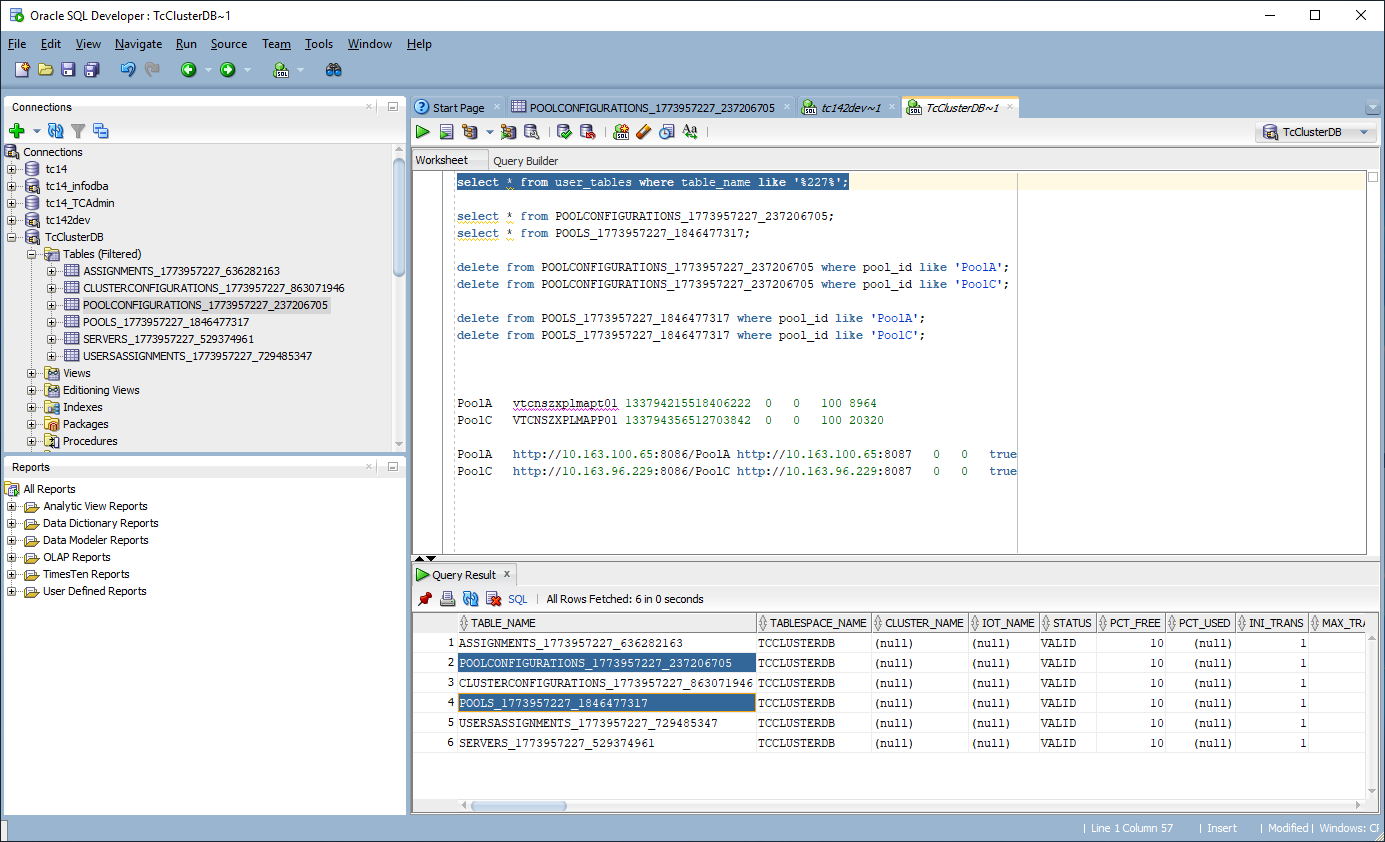 Oracle SQL Developer : TcClusterDB~1
File Edit View Navigate Run Source Team Tools Window Help
Connections
Connections
tc14
tc14_infodba
tc14_TCAdmin
tc142dev
TcClusterDB
Tables (Filtered)
ASSIGNMENTS_1773957227_636282163
CLUSTERCONFIGURATIONS_1773957227_863071946
POOLCONFIGURATIONS_1773957227_237206705
POOLS_1773957227_1846477317
SERVERS_1773957227_529374961
USERSASSIGNMENTS_1773957227_729485347
Views
Editioning Views
Indexes
Packages
Procedures
Reports
All Reports
Analytic View Reports
Data Dictionary Reports
Data Modeler Reports
OLAP Reports
TimesTen Reports
User Defined Reports
Start Page POOLCONFIGURATIONS_1773957227_237206705 tc142dev~1 TcClusterDB~1
TcClusterDB
Worksheet Query Builder
select * from user_tables where table_name like '%227%';
select * from POOLCONFIGURATIONS_1773957227_237206705;
select * from POOLS_1773957227_1846477317;
delete from POOLCONFIGURATIONS_1773957227_237206705 where pool_id like 'PoolA';
delete from POOLCONFIGURATIONS_1773957227_237206705 where pool_id like 'PoolC';
delete from POOLS_1773957227_1846477317 where pool_id like 'PoolA';
delete from POOLS_1773957227_1846477317 where pool_id like 'PoolC';
PoolA vtcnszxplmapt01 133794215518406222 0 0 100 8964
PoolC VTCNSZXPLMAPP01 133794356512703842 0 0 100 20320
PoolA http://10.163.100.65:8086/PoolA http://10.163.100.65:8087 0 0 true
PoolC http://10.163.96.229:8086/PoolC http://10.163.96.229:8087 0 0 true
Query Result x
SQL | All Rows Fetched: 6 in 0 seconds
TABLE_NAME TABLESPACE_NAME CLUSTER_NAME IOT_NAME STATUS PCT_FREE PCT_USED INI_TRANS MAX_TRA
1 ASSIGNMENTS_1773957227_636282163 TCCLUSTERDB (null) (null) VALID 10 (null) 1
2 POOLCONFIGURATIONS_1773957227_237206705 TCCLUSTERDB (null) (null) VALID 10 (null) 1
3 CLUSTERCONFIGURATIONS_1773957227_863071946 TCCLUSTERDB (null) (null) VALID 10 (null) 1
4 POOLS_1773957227_1846477317 TCCLUSTERDB (null) (null) VALID 10 (null) 1
5 USERSASSIGNMENTS_1773957227_729485347 TCCLUSTERDB (null) (null) VALID 10 (null) 1
6 SERVERS_1773957227_529374961 TCCLUSTERDB (null) (null) VALID 10 (null) 1
| Line 1 Column 57 | Insert | Modified | Windows: CF